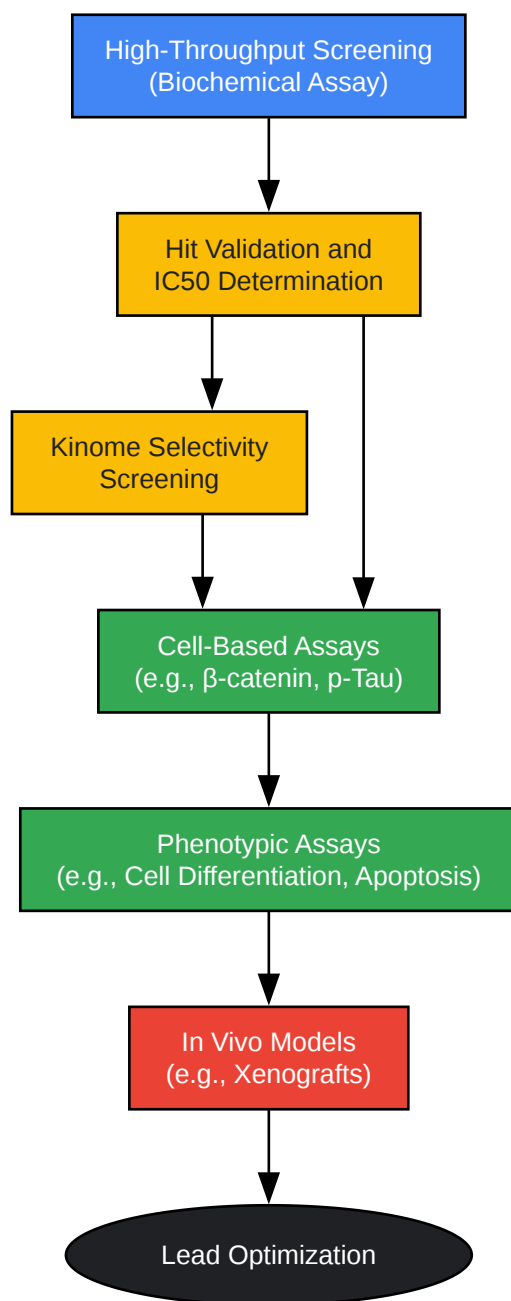 High-Throughput Screening
(Biochemical Assay)
Hit Validation and
IC50 Determination
Kinome Selectivity
Screening
Cell-Based Assays
(e.g., β-catenin, p-Tau)
Phenotypic Assays
(e.g., Cell Differentiation, Apoptosis)
In Vivo Models
(e.g., Xenografts)
Lead Optimization